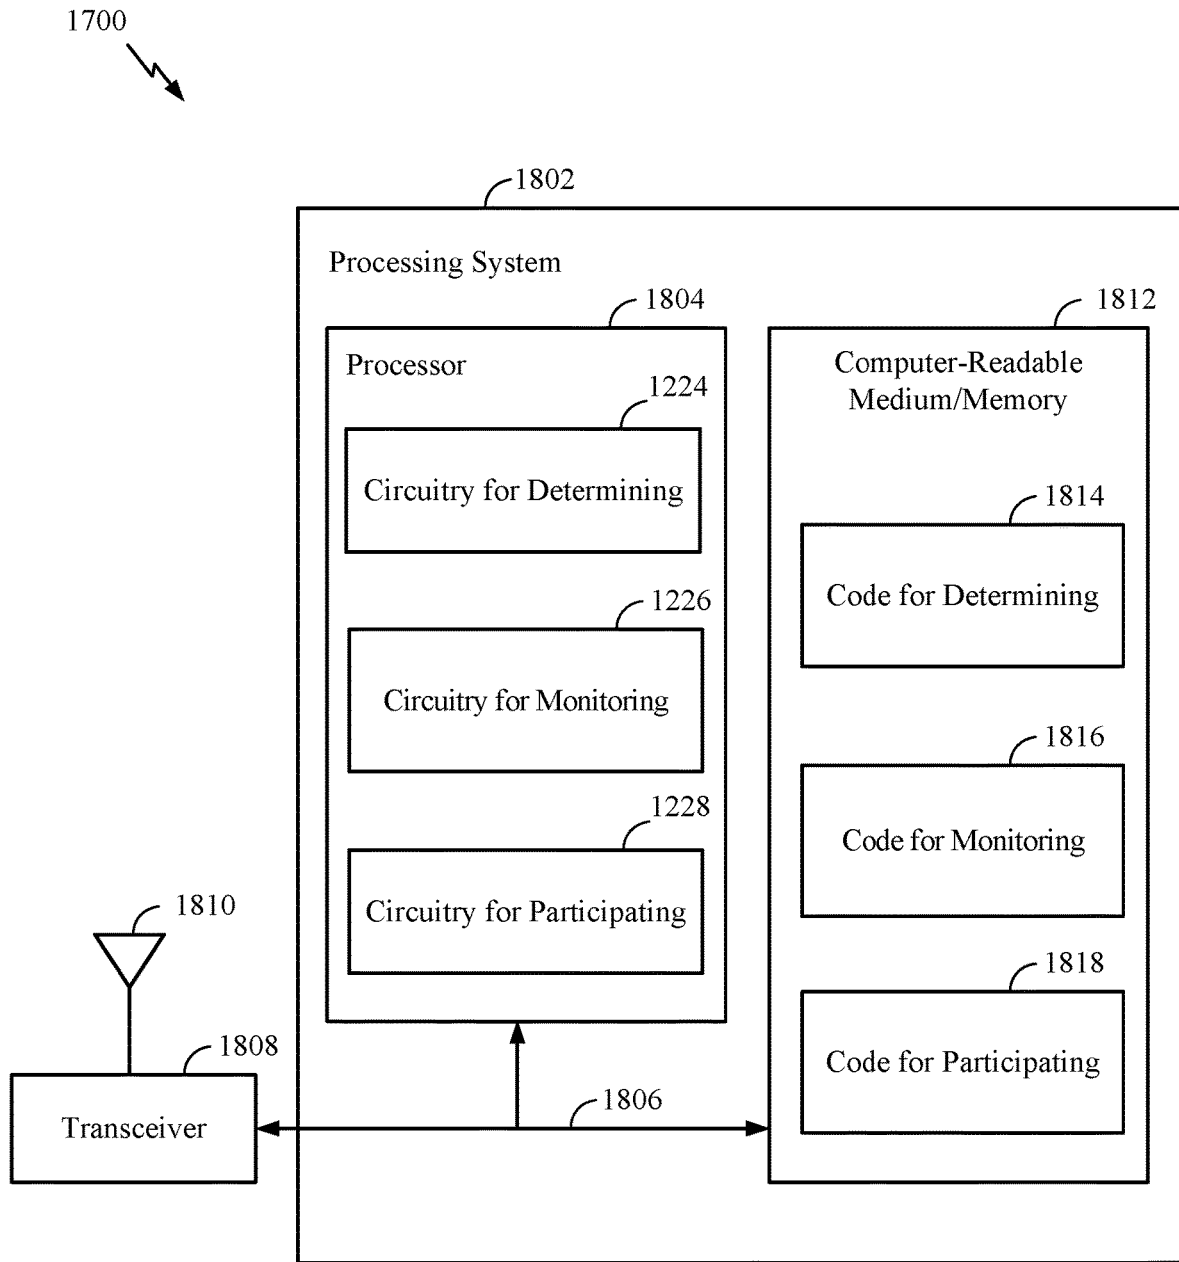 1700
1802
Processing System
1804
1812
Processor
Computer-Readable
Medium/Memory
1224
Circuitry for Determining
1814
Code for Determining
1226
Circuitry for Monitoring
1816
Code for Monitoring
1228
Circuitry for Participating
1810
1818
Code for Participating
1808
Transceiver
1806